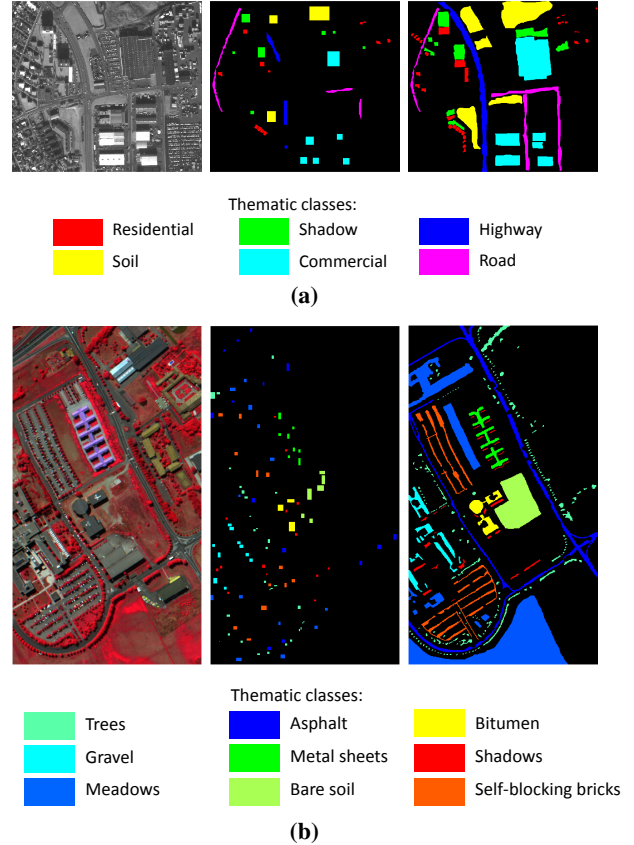 Thematic classes:
Residential Shadow Highway
Soil Commercial Road
(a)
Thematic classes:
Trees Asphalt Bitumen
Gravel Metal sheets Shadows
Meadows Bare soil Self-blocking bricks
(b)